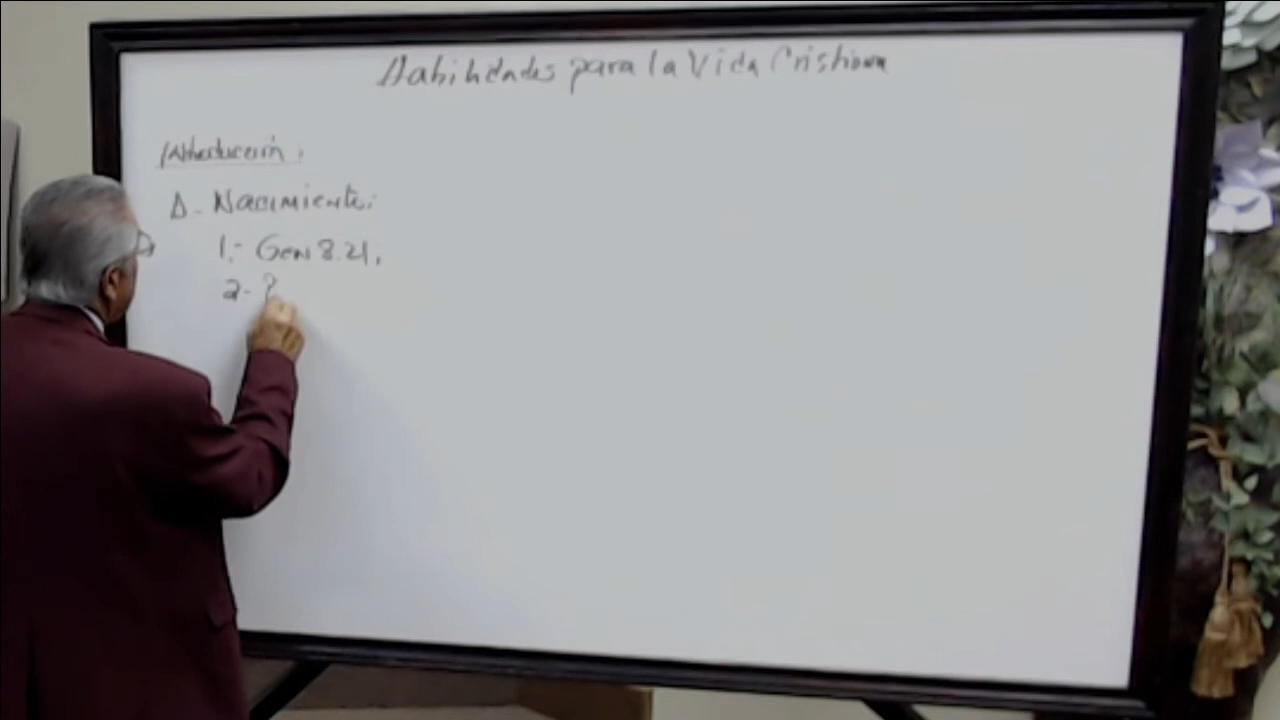 Habilidades para la Vida Cristiana
Introducción:
A- Nacimiento:
1.- Gen 8.21,
2-